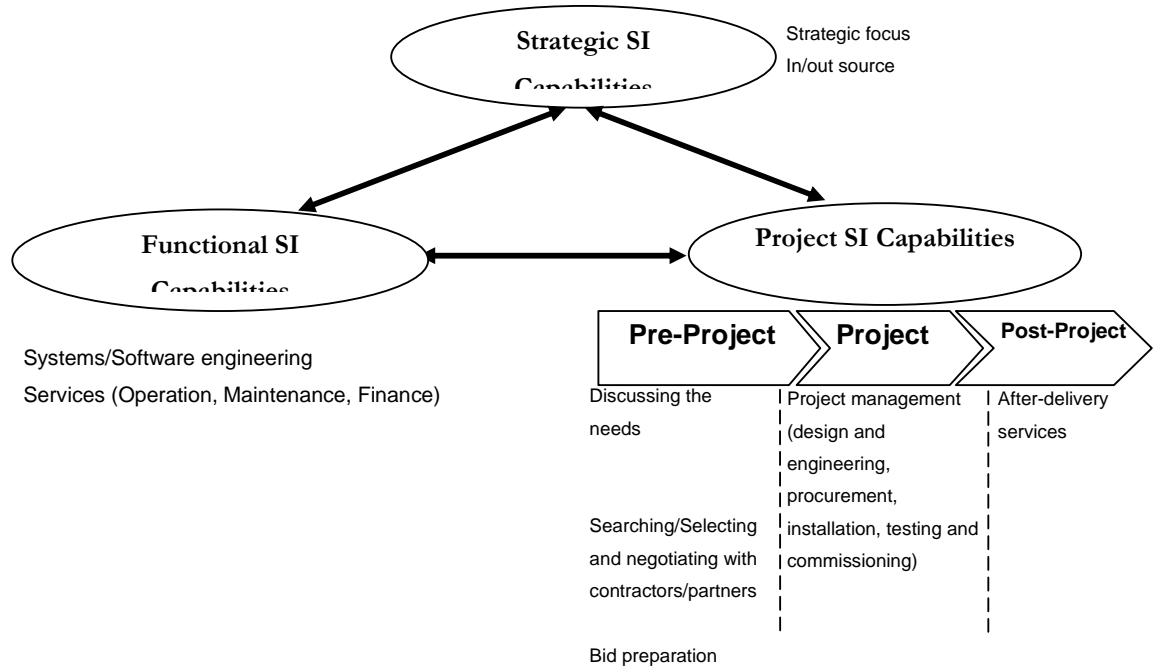 Strategic SI
Capabilities
Strategic focus
In/out source
Functional SI
Capabilities
Project SI Capabilities
Systems/Software engineering
Services (Operation, Maintenance, Finance)
Pre-Project
Project
Post-Project
Discussing the
needs
Searching/Selecting
and negotiating with
contractors/partners
Bid preparation
Project management
(design and
engineering,
procurement,
installation, testing and
commissioning)
After-delivery
services